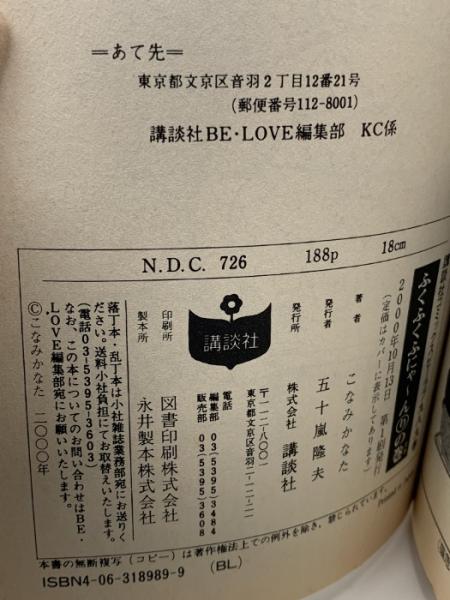 ＝あて先＝
東京都文京区音羽2丁目12番21号
(郵便番号112-8001)
講談社BE・LOVE編集部 KC係
N.D.C. 726 188p 18cm
2000年10月13日 第1刷発行
(定価はカバーに表示してあります)
著者 こなみかなた
発行者 五十嵐隆夫
発行所 株式会社 講談社
〒一一二-八〇〇一
東京都文京区音羽二-一二-二一
電話 編集部 03(5395)3484
販売部 03(5395)3608
講談社
印刷所 図書印刷株式会社
製本所 永井製本株式会社
落丁本・乱丁本は小社雑誌業務部宛にお送りく
ださい。送料小社負担にてお取替えいたします。
(電話03-5395-3603)
なお、この本についてのお問い合わせはBE・
LOVE編集部宛にお願いいたします。
©こなみかなた 二〇〇〇年
本書の無断複写(コピー)は著作権法上での例外を除き、禁じられています。
Printed in
ISBN4-06-318989-9 (BL)